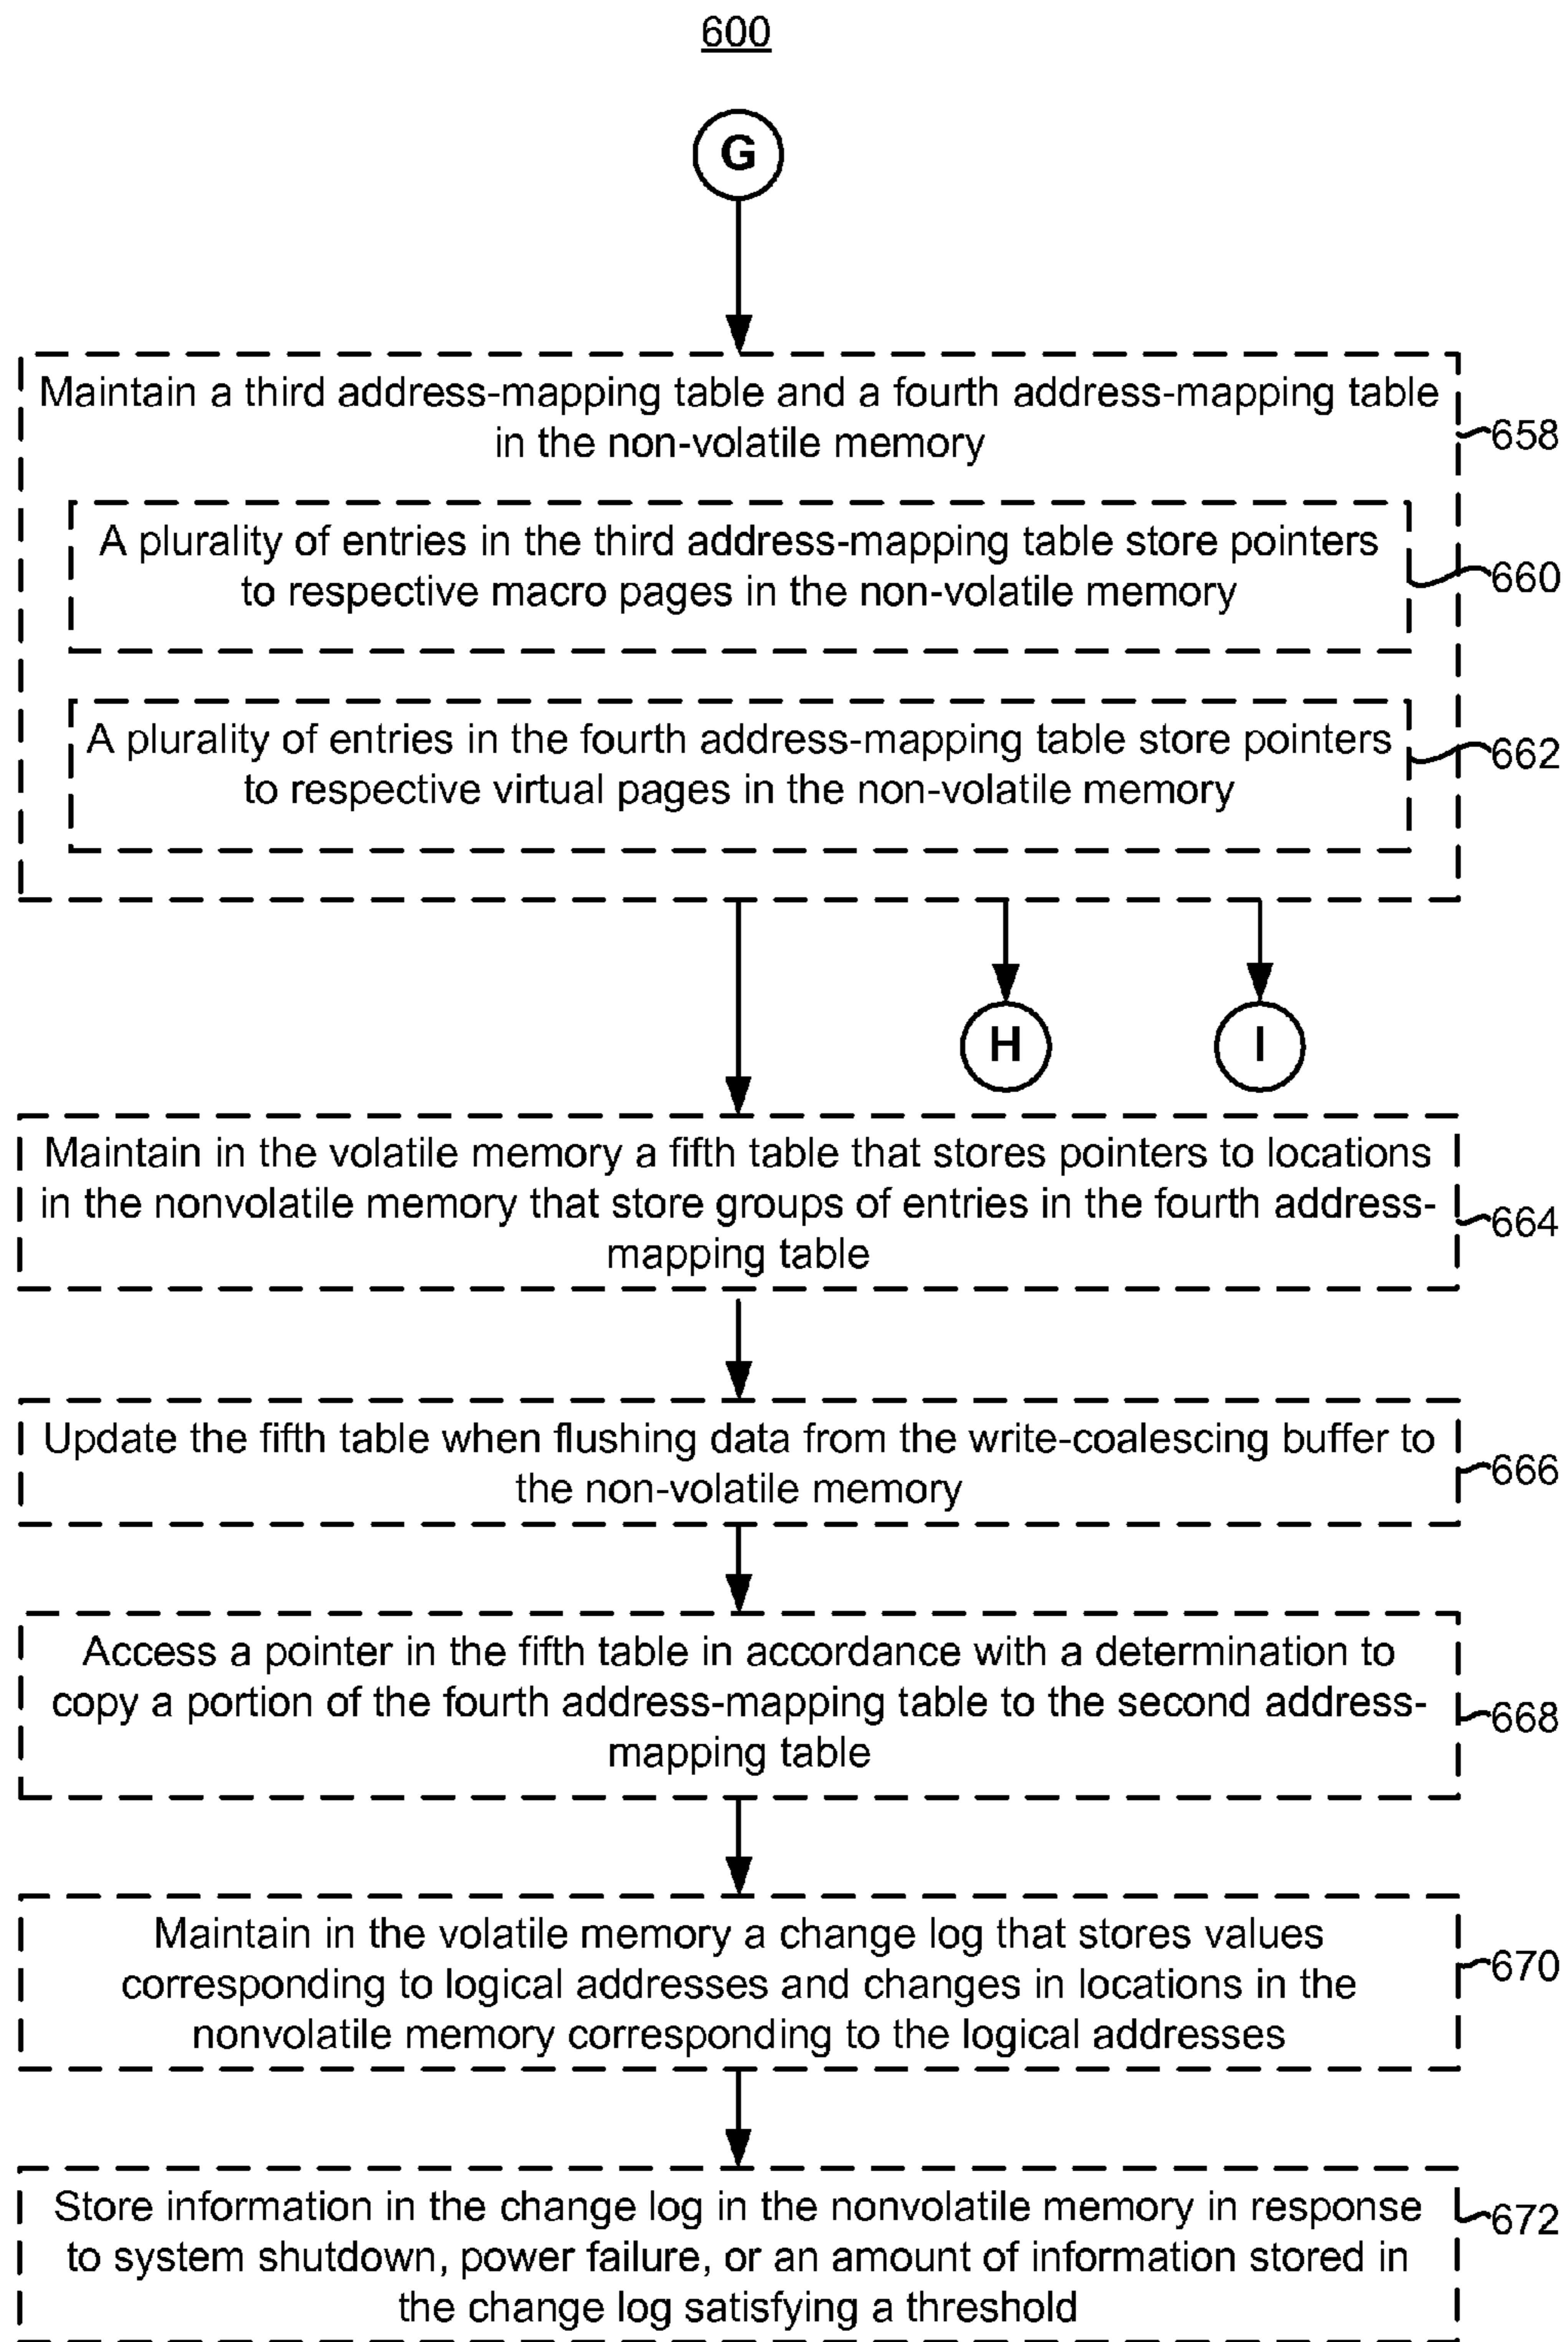 600
G
Maintain a third address-mapping table and a fourth address-mapping table
in the non-volatile memory
658
A plurality of entries in the third address-mapping table store pointers
to respective macro pages in the non-volatile memory
660
A plurality of entries in the fourth address-mapping table store pointers
to respective virtual pages in the non-volatile memory
662
H
I
Maintain in the volatile memory a fifth table that stores pointers to locations
in the nonvolatile memory that store groups of entries in the fourth address-
mapping table
664
Update the fifth table when flushing data from the write-coalescing buffer to
the non-volatile memory
666
Access a pointer in the fifth table in accordance with a determination to
copy a portion of the fourth address-mapping table to the second address-
mapping table
668
Maintain in the volatile memory a change log that stores values
corresponding to logical addresses and changes in locations in the
nonvolatile memory corresponding to the logical addresses
670
Store information in the change log in the nonvolatile memory in response
to system shutdown, power failure, or an amount of information stored in
the change log satisfying a threshold
672